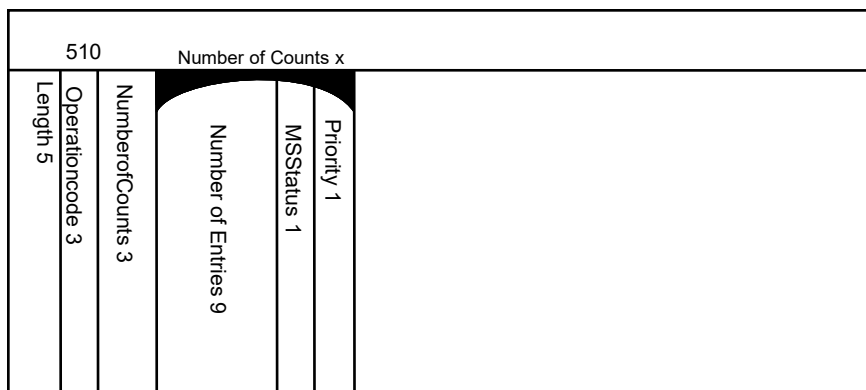 510
Number of Counts x
Length 5
Operationcode 3
NumberofCounts 3
Number of Entries 9
MSStatus 1
Priority 1